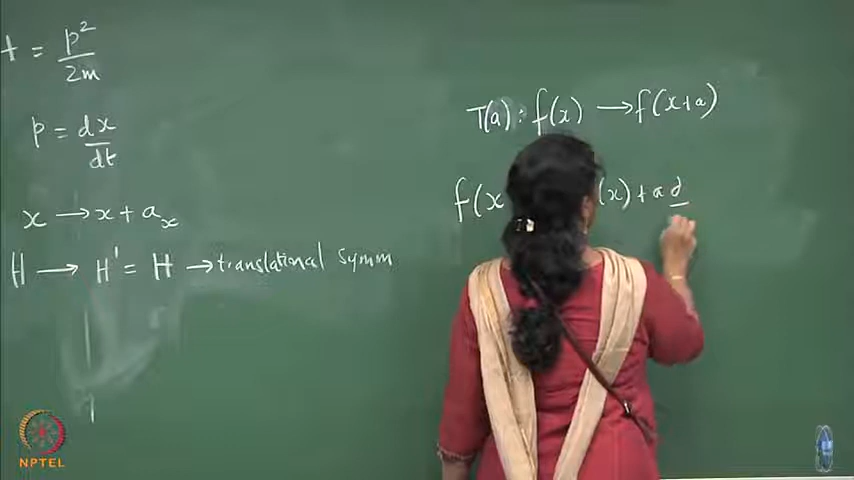 = p²/2m
p = dx/dt
x → x + aₓ
H → H' = H → translational symm
T(a) : f(x) → f(x+a)
f(x (x) + a d
NPTEL